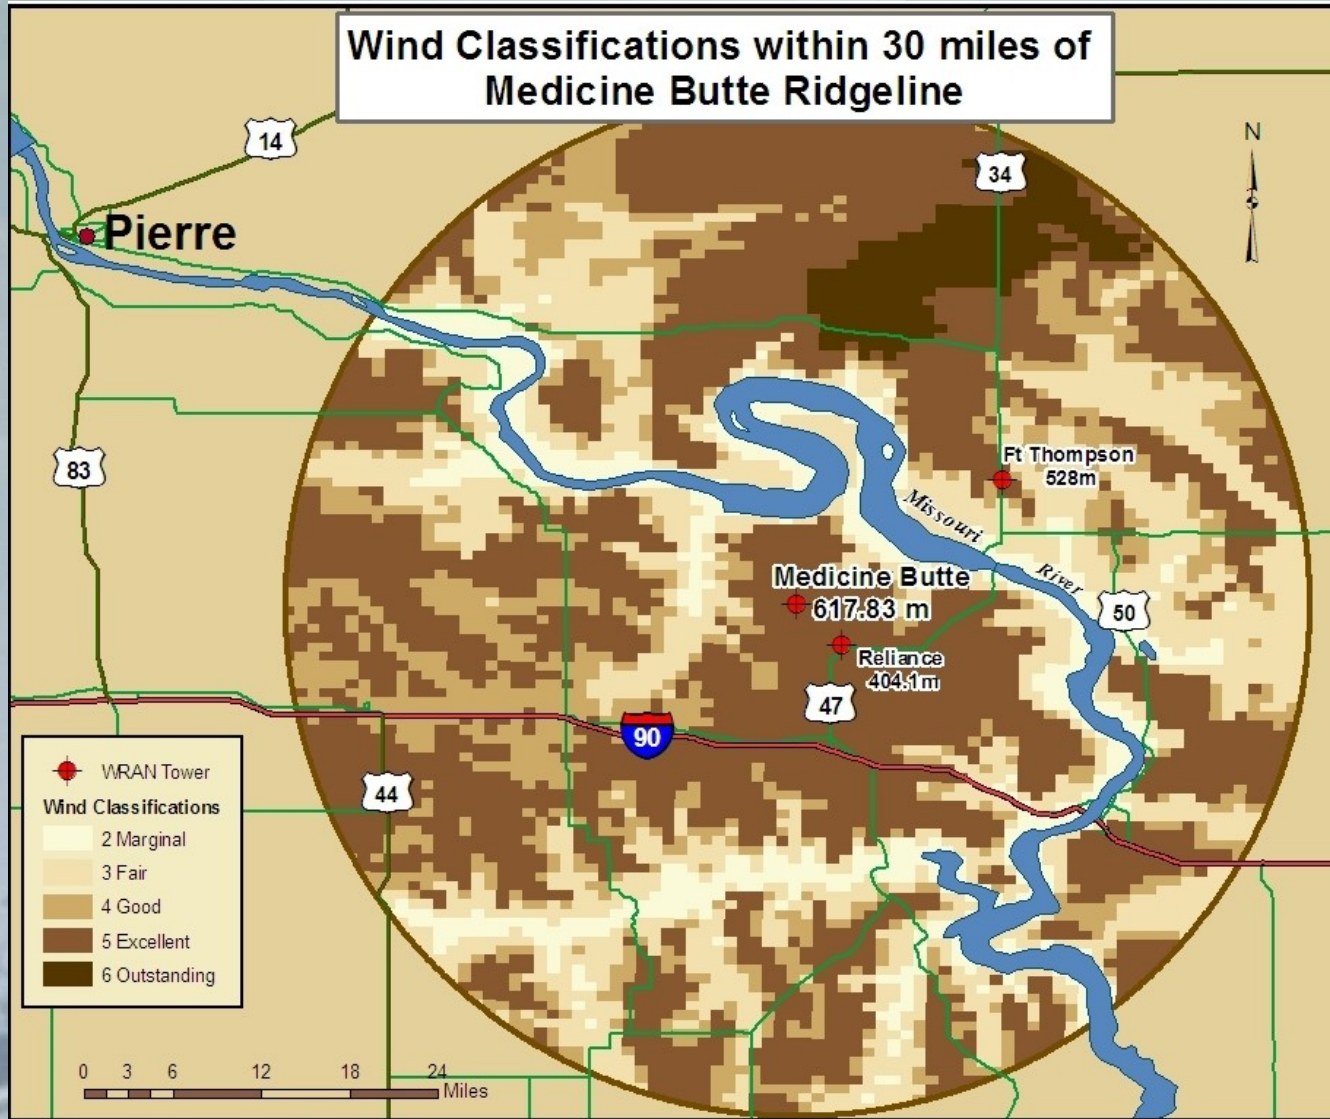 Wind Classifications within 30 miles of
Medicine Butte Ridgeline
14
34
N
Pierre
83
Ft Thompson
528m
Missouri
River
Medicine Butte
617.83 m
50
Reliance
404.1m
47
90
44
WRAN Tower
Wind Classifications
2 Marginal
3 Fair
4 Good
5 Excellent
6 Outstanding
0 3 6 12 18 24
Miles